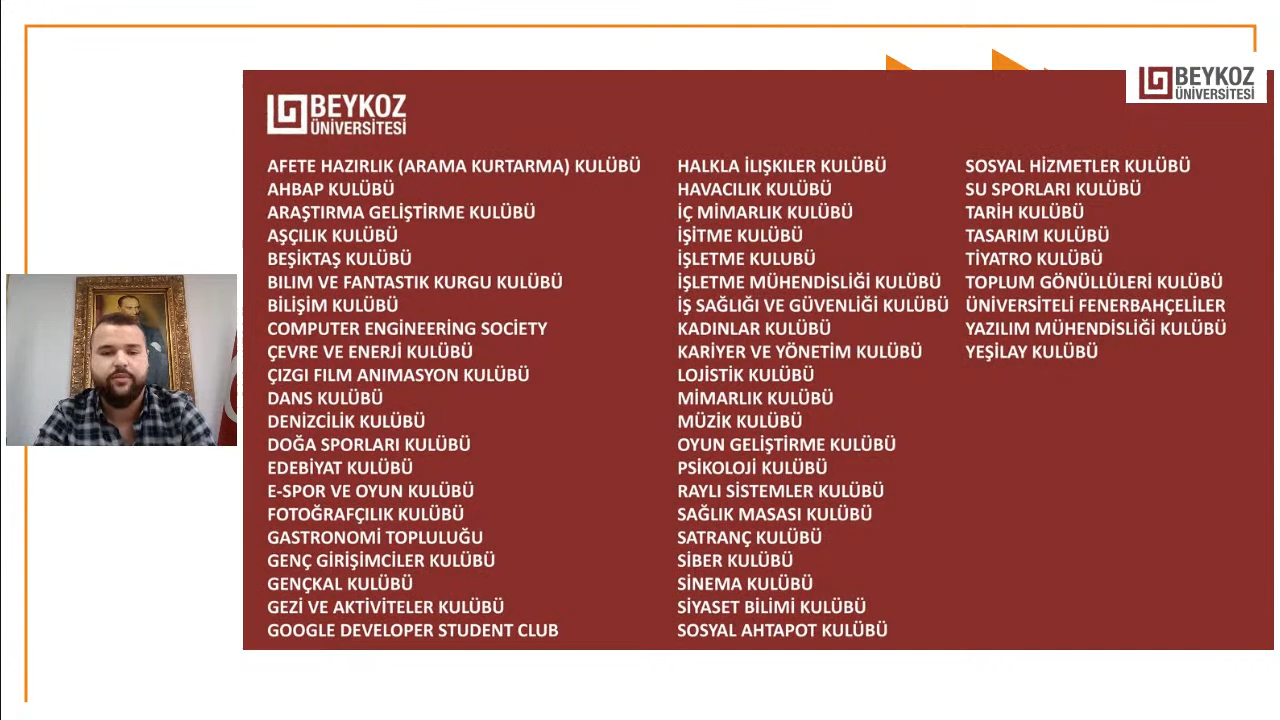 BEYKOZ
ÜNİVERSİTESİ
BEYKOZ
ÜNİVERSİTESİ
AFETE HAZIRLIK (ARAMA KURTARMA) KULÜBÜ
AHBAP KULÜBÜ
ARAŞTIRMA GELİŞTİRME KULÜBÜ
AŞÇILIK KULÜBÜ
BEŞİKTAŞ KULÜBÜ
BILIM VE FANTASTIK KURGU KULÜBÜ
BİLİŞİM KULÜBÜ
COMPUTER ENGINEERİNG SOCIETY
ÇEVRE VE ENERJİ KULÜBÜ
ÇIZGI FILM ANIMASYON KULÜBÜ
DANS KULÜBÜ
DENİZCİLİK KULÜBÜ
DOĞA SPORLARI KULÜBÜ
EDEBİYAT KULÜBÜ
E-SPOR VE OYUN KULÜBÜ
FOTOĞRAFÇILIK KULÜBÜ
GASTRONOMİ TOPLULUĞU
GENÇ GİRİŞİMCİLER KULÜBÜ
GENÇKAL KULÜBÜ
GEZİ VE AKTİVİTELER KULÜBÜ
GOOGLE DEVELOPER STUDENT CLUB
HALKLA İLIŞKILER KULÜBÜ
HAVACILIK KULÜBÜ
İÇ MİMARLIK KULÜBÜ
İŞİTME KULÜBÜ
İŞLETME KULUBÜ
İŞLETME MÜHENDİSLİĞİ KULÜBÜ
İŞ SAĞLIĞI VE GÜVENLİĞİ KULÜBÜ
KADINLAR KULÜBÜ
KARİYER VE YÖNETİM KULÜBÜ
LOJİSTİK KULÜBÜ
MİMARLIK KULÜBÜ
MÜZİK KULÜBÜ
OYUN GELİŞTİRME KULÜBÜ
PSİKOLOJİ KULÜBÜ
RAYLI SİSTEMLER KULÜBÜ
SAĞLIK MASASI KULÜBÜ
SATRANÇ KULÜBÜ
SİBER KULÜBÜ
SİNEMA KULÜBÜ
SİYASET BİLİMİ KULÜBÜ
SOSYAL AHTAPOT KULÜBÜ
SOSYAL HİZMETLER KULÜBÜ
SU SPORLARI KULÜBÜ
TARİH KULÜBÜ
TASARIM KULÜBÜ
TİYATRO KULÜBÜ
TOPLUM GÖNÜLLÜLERİ KULÜBÜ
ÜNİVERSİTELİ FENERBAHÇELİLER
YAZILIM MÜHENDİSLİĞİ KULÜBÜ
YEŞİLAY KULÜBÜ